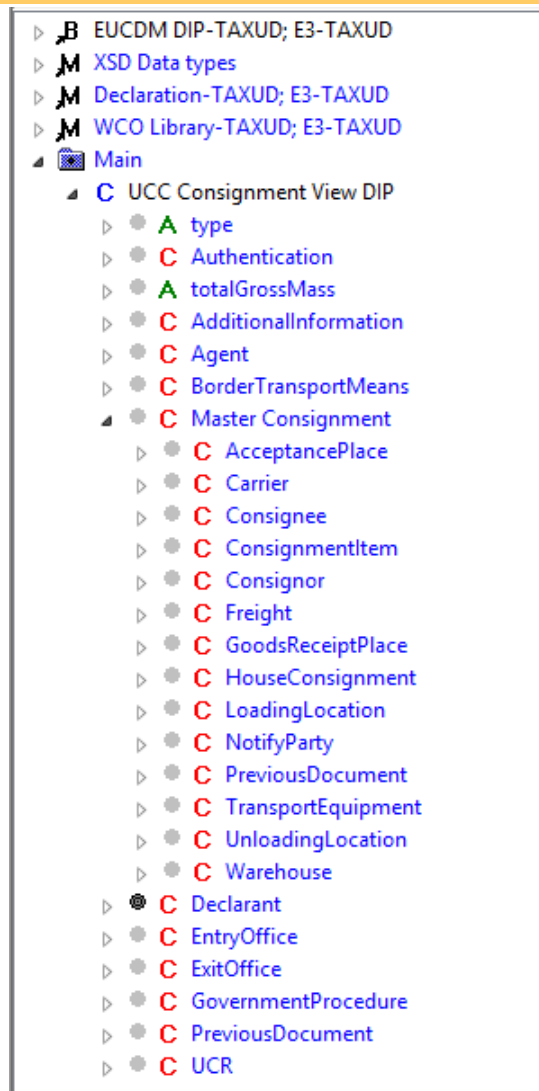 B EUCDM DIP-TAXUD; E3-TAXUD
M XSD Data types
M Declaration-TAXUD; E3-TAXUD
M WCO Library-TAXUD; E3-TAXUD
Main
C UCC Consignment View DIP
A type
C Authentication
A totalGrossMass
C AdditionalInformation
C Agent
C BorderTransportMeans
C Master Consignment
C AcceptancePlace
C Carrier
C Consignee
C ConsignmentItem
C Consignor
C Freight
C GoodsReceiptPlace
C HouseConsignment
C LoadingLocation
C NotifyParty
C PreviousDocument
C TransportEquipment
C UnloadingLocation
C Warehouse
C Declarant
C EntryOffice
C ExitOffice
C GovernmentProcedure
C PreviousDocument
C UCR